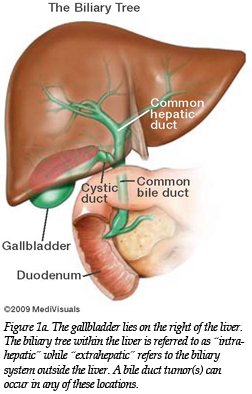 The Biliary Tree
Common
hepatic
duct
Cystic
duct
Common
bile duct
Gallbladder
Duodenum
©2009 MediVisuals
Figure 1a. The gallbladder lies on the right of the liver.
The biliary tree within the liver is referred to as “intra-
hepatic” while “extrahepatic” refers to the biliary
system outside the liver. A bile duct tumor(s) can
occur in any of these locations.